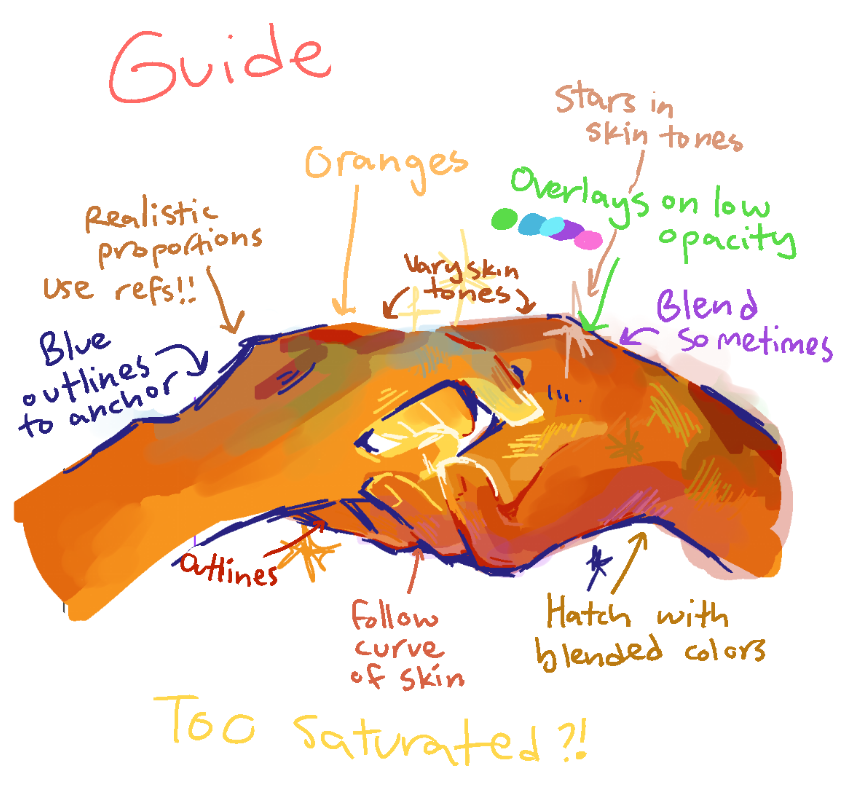 Guide
Stars in
skin tones
Oranges
Overlays on low
opacity
Realistic
proportions
use refs!!
Vary skin
tones
Blend
sometimes
Blue
outlines
to anchor
Outlines
Follow
curve
of skin
Hatch with
blended colors
Too saturated?!